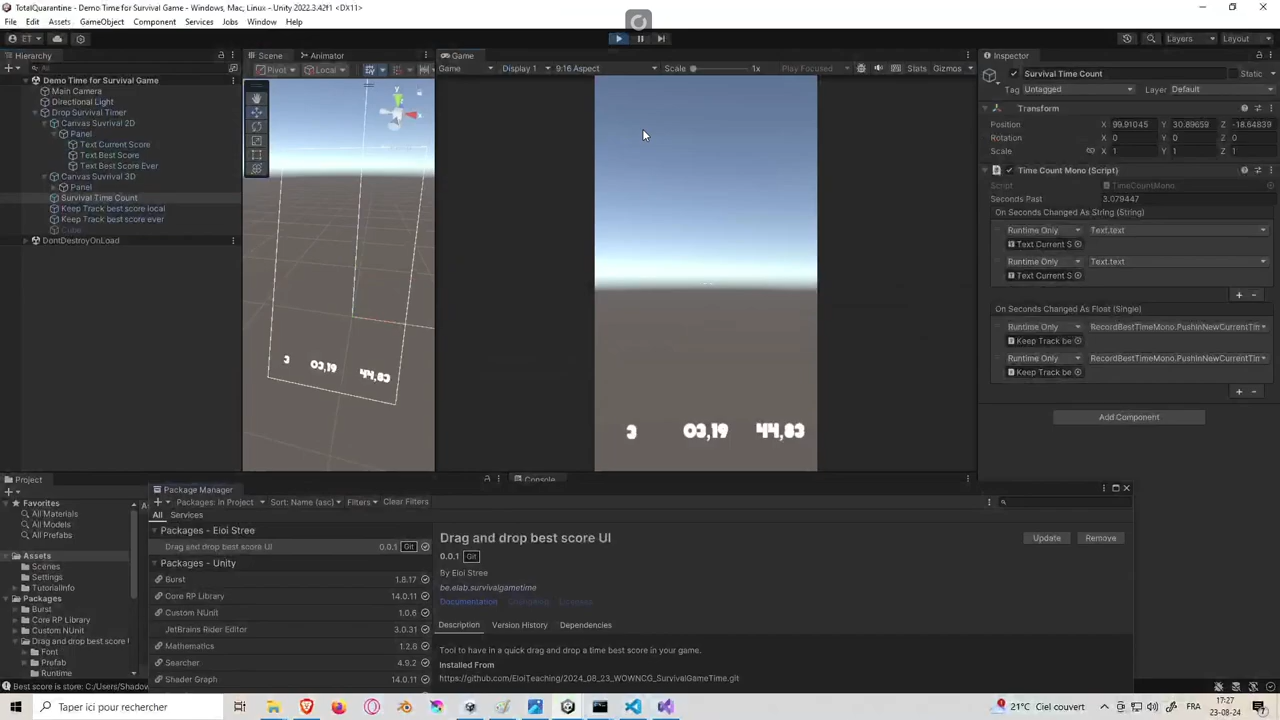 TotalQuarantine - Demo Time for Survival Game - Windows, Mac, Linux - Unity 2022.3.42f1 <DX11>
File Edit Assets GameObject Component Services Jobs Window Help
ET Layers Layout
Hierarchy
All
Demo Time for Survival Game
Main Camera
Directional Light
Drop Survival Timer
Canvas Suvrival 2D
Panel
Text Current Score
Text Best Score
Text Best Score Ever
Canvas Suvrival 3D
Panel
Survival Time Count
Keep Track best score local
Keep Track best score ever
Cube
DontDestroyOnLoad
Scene Animator
Pivot Local
y
3 03,19 44,83
Game
Game Display 1 9:16 Aspect Scale 1x Play Focused Stats Gizmos
3 03,19 44,83
Inspector
Survival Time Count Static
Tag Untagged Layer Default
Transform
Position X 99.91045 Y 30.89659 Z -18.64839
Rotation X 0 Y 0 Z 0
Scale X 1 Y 1 Z 1
Time Count Mono (Script)
Script TimeCountMono
Seconds Past 3.079447
On Seconds Changed As String (String)
Runtime Only Text.text
Text Current S
Runtime Only Text.text
Text Current S
On Seconds Changed As Float (Single)
Runtime Only RecordBestTimeMono.PushInNewCurrentTim
Keep Track be
Runtime Only RecordBestTimeMono.PushInNewCurrentTim
Keep Track be
Add Component
Project
Favorites
All Materials
All Models
All Prefabs
Assets
Scenes
Settings
TutorialInfo
Packages
Burst
Core RP Library
Custom NUnit
Drag and drop best score
Font
Prefab
Runtime
Console
Package Manager
Packages: In Project Sort: Name (asc) Filters Clear Filters
All Services
Packages - Eloi Stree
Drag and drop best score UI 0.0.1 Git
Packages - Unity
Burst 1.8.17
Core RP Library 14.0.11
Custom NUnit 1.0.6
JetBrains Rider Editor 3.0.31
Mathematics 1.2.6
Searcher 4.9.2
Shader Graph 14.0.11
Drag and drop best score UI
Update Remove
0.0.1 Git
By Eloi Stree
be.elab.survivalgametime
Documentation Changelog Licenses
Description Version History Dependencies
Tool to have in a quick drag and drop a time best score in your game.
Installed From
https://github.com/EloiTeaching/2024_08_23_WOWNCG_SurvivalGameTime.git
Best score is store: C:/Users/Shadow
Taper ici pour rechercher
21°C Éclair couvert 17:27
23-08-24